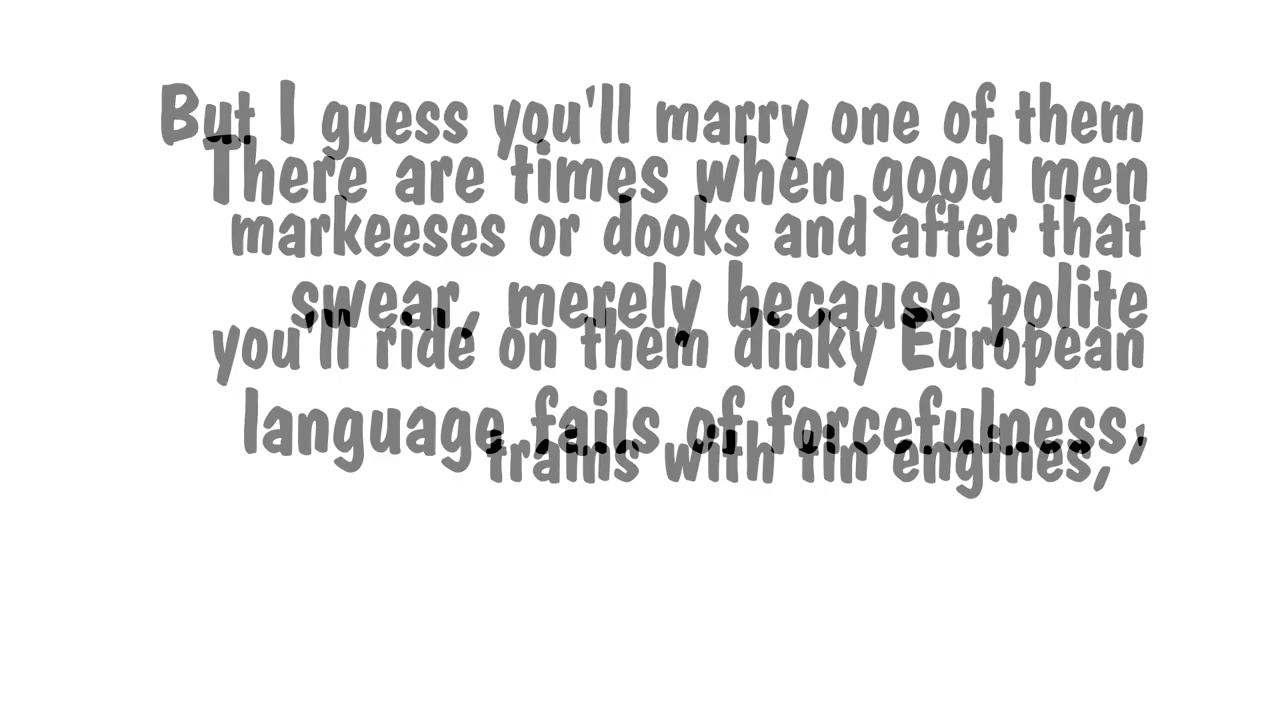 But I guess you'll marry one of them
markeeses or dooks and after that
you'll ride on them dinky European
trains with tin engines,
There are times when good men
swear, merely because polite
language fails of forcefulness,